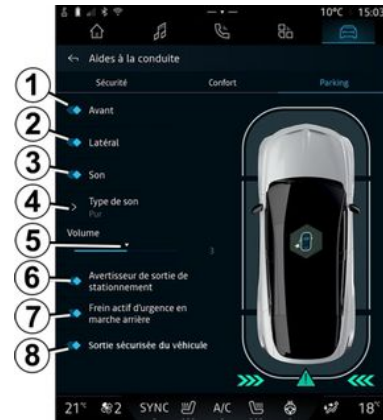 10°C 15:03
Aides à la conduite
Sécurité Confort Parking
1 Avant
2 Latéral
3 Son
4 Type de son
Pur
5 Volume
3
6 Avertisseur de sortie de
stationnement
7 Frein actif d'urgence en
marche arrière
8 Sortie sécurisée du véhicule
21° 2 SYNC A/C 18°